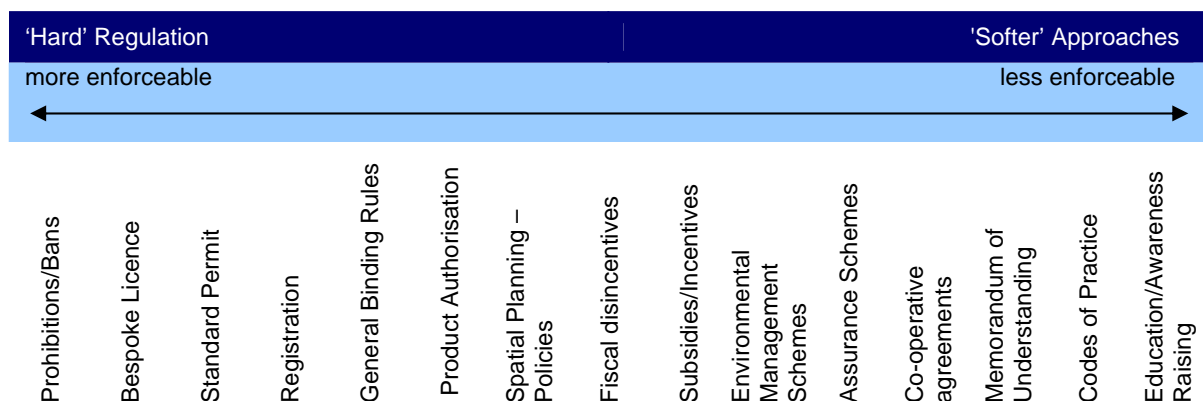 ‘Hard’ Regulation
'Softer’ Approaches
more enforceable
less enforceable
Prohibitions/Bans
Bespoke Licence
Standard Permit
Registration
General Binding Rules
Product Authorisation
Spatial Planning –
Policies
Fiscal disincentives
Subsidies/Incentives
Environmental
Management
Schemes
Assurance Schemes
Co-operative
agreements
Memorandum of
Understanding
Codes of Practice
Education/Awareness
Raising